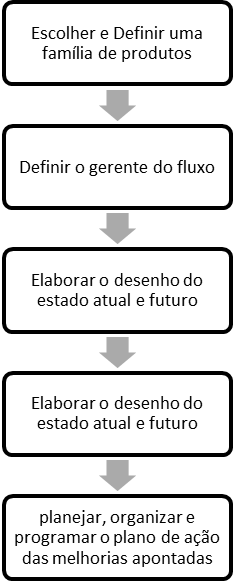 Escolher e Definir uma
família de produtos
Definir o gerente do fluxo
Elaborar o desenho do
estado atual e futuro
Elaborar o desenho do
estado atual e futuro
planejar, organizar e
programar o plano de ação
das melhorias apontadas